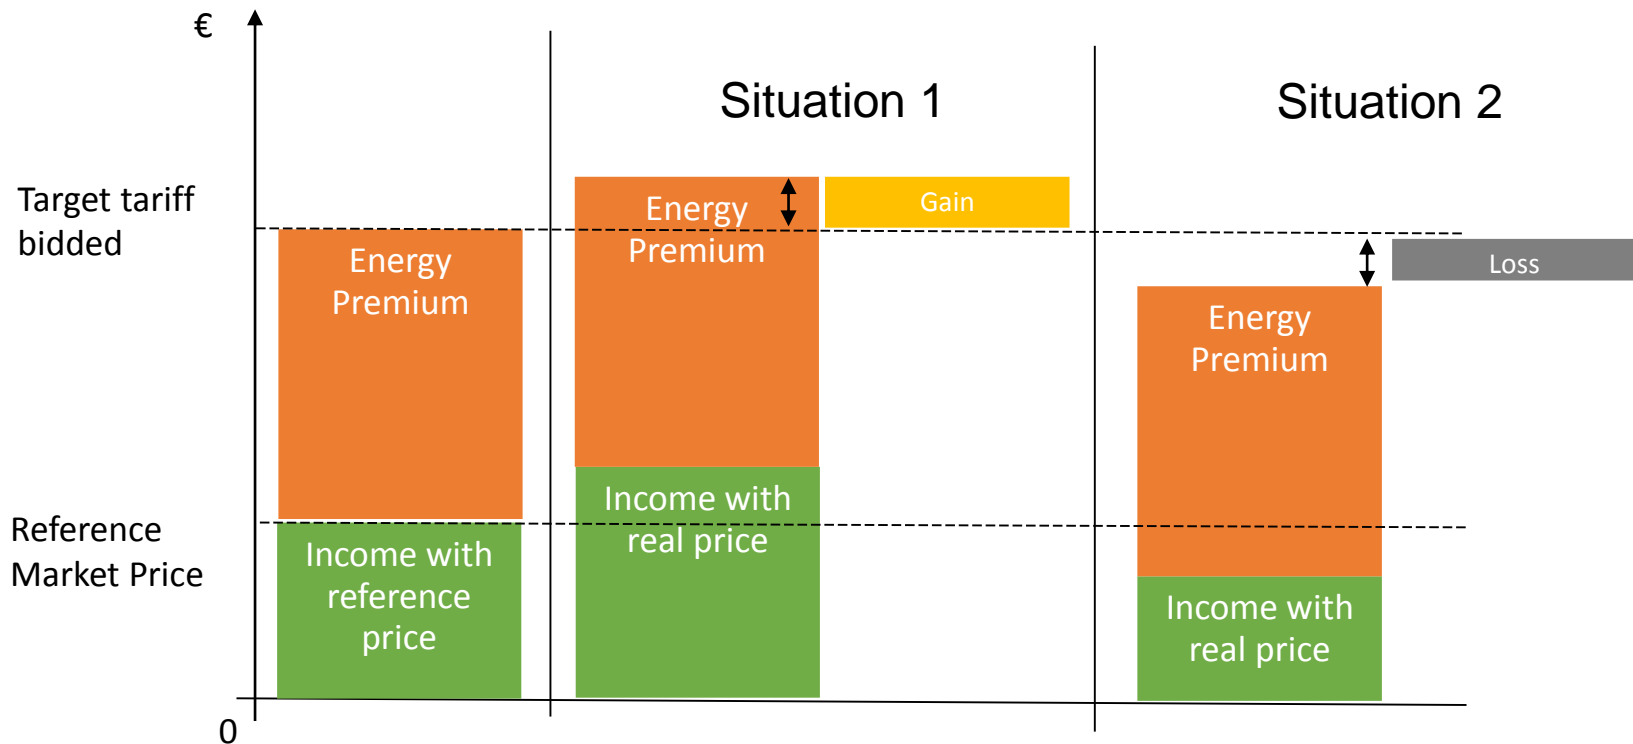 €
Situation 1
Situation 2
Target tariff
bidded
Energy
Premium
Gain
Energy
Premium
Loss
Energy
Premium
Reference
Market Price
Income with
reference
price
Income with
real price
Income with
real price
0